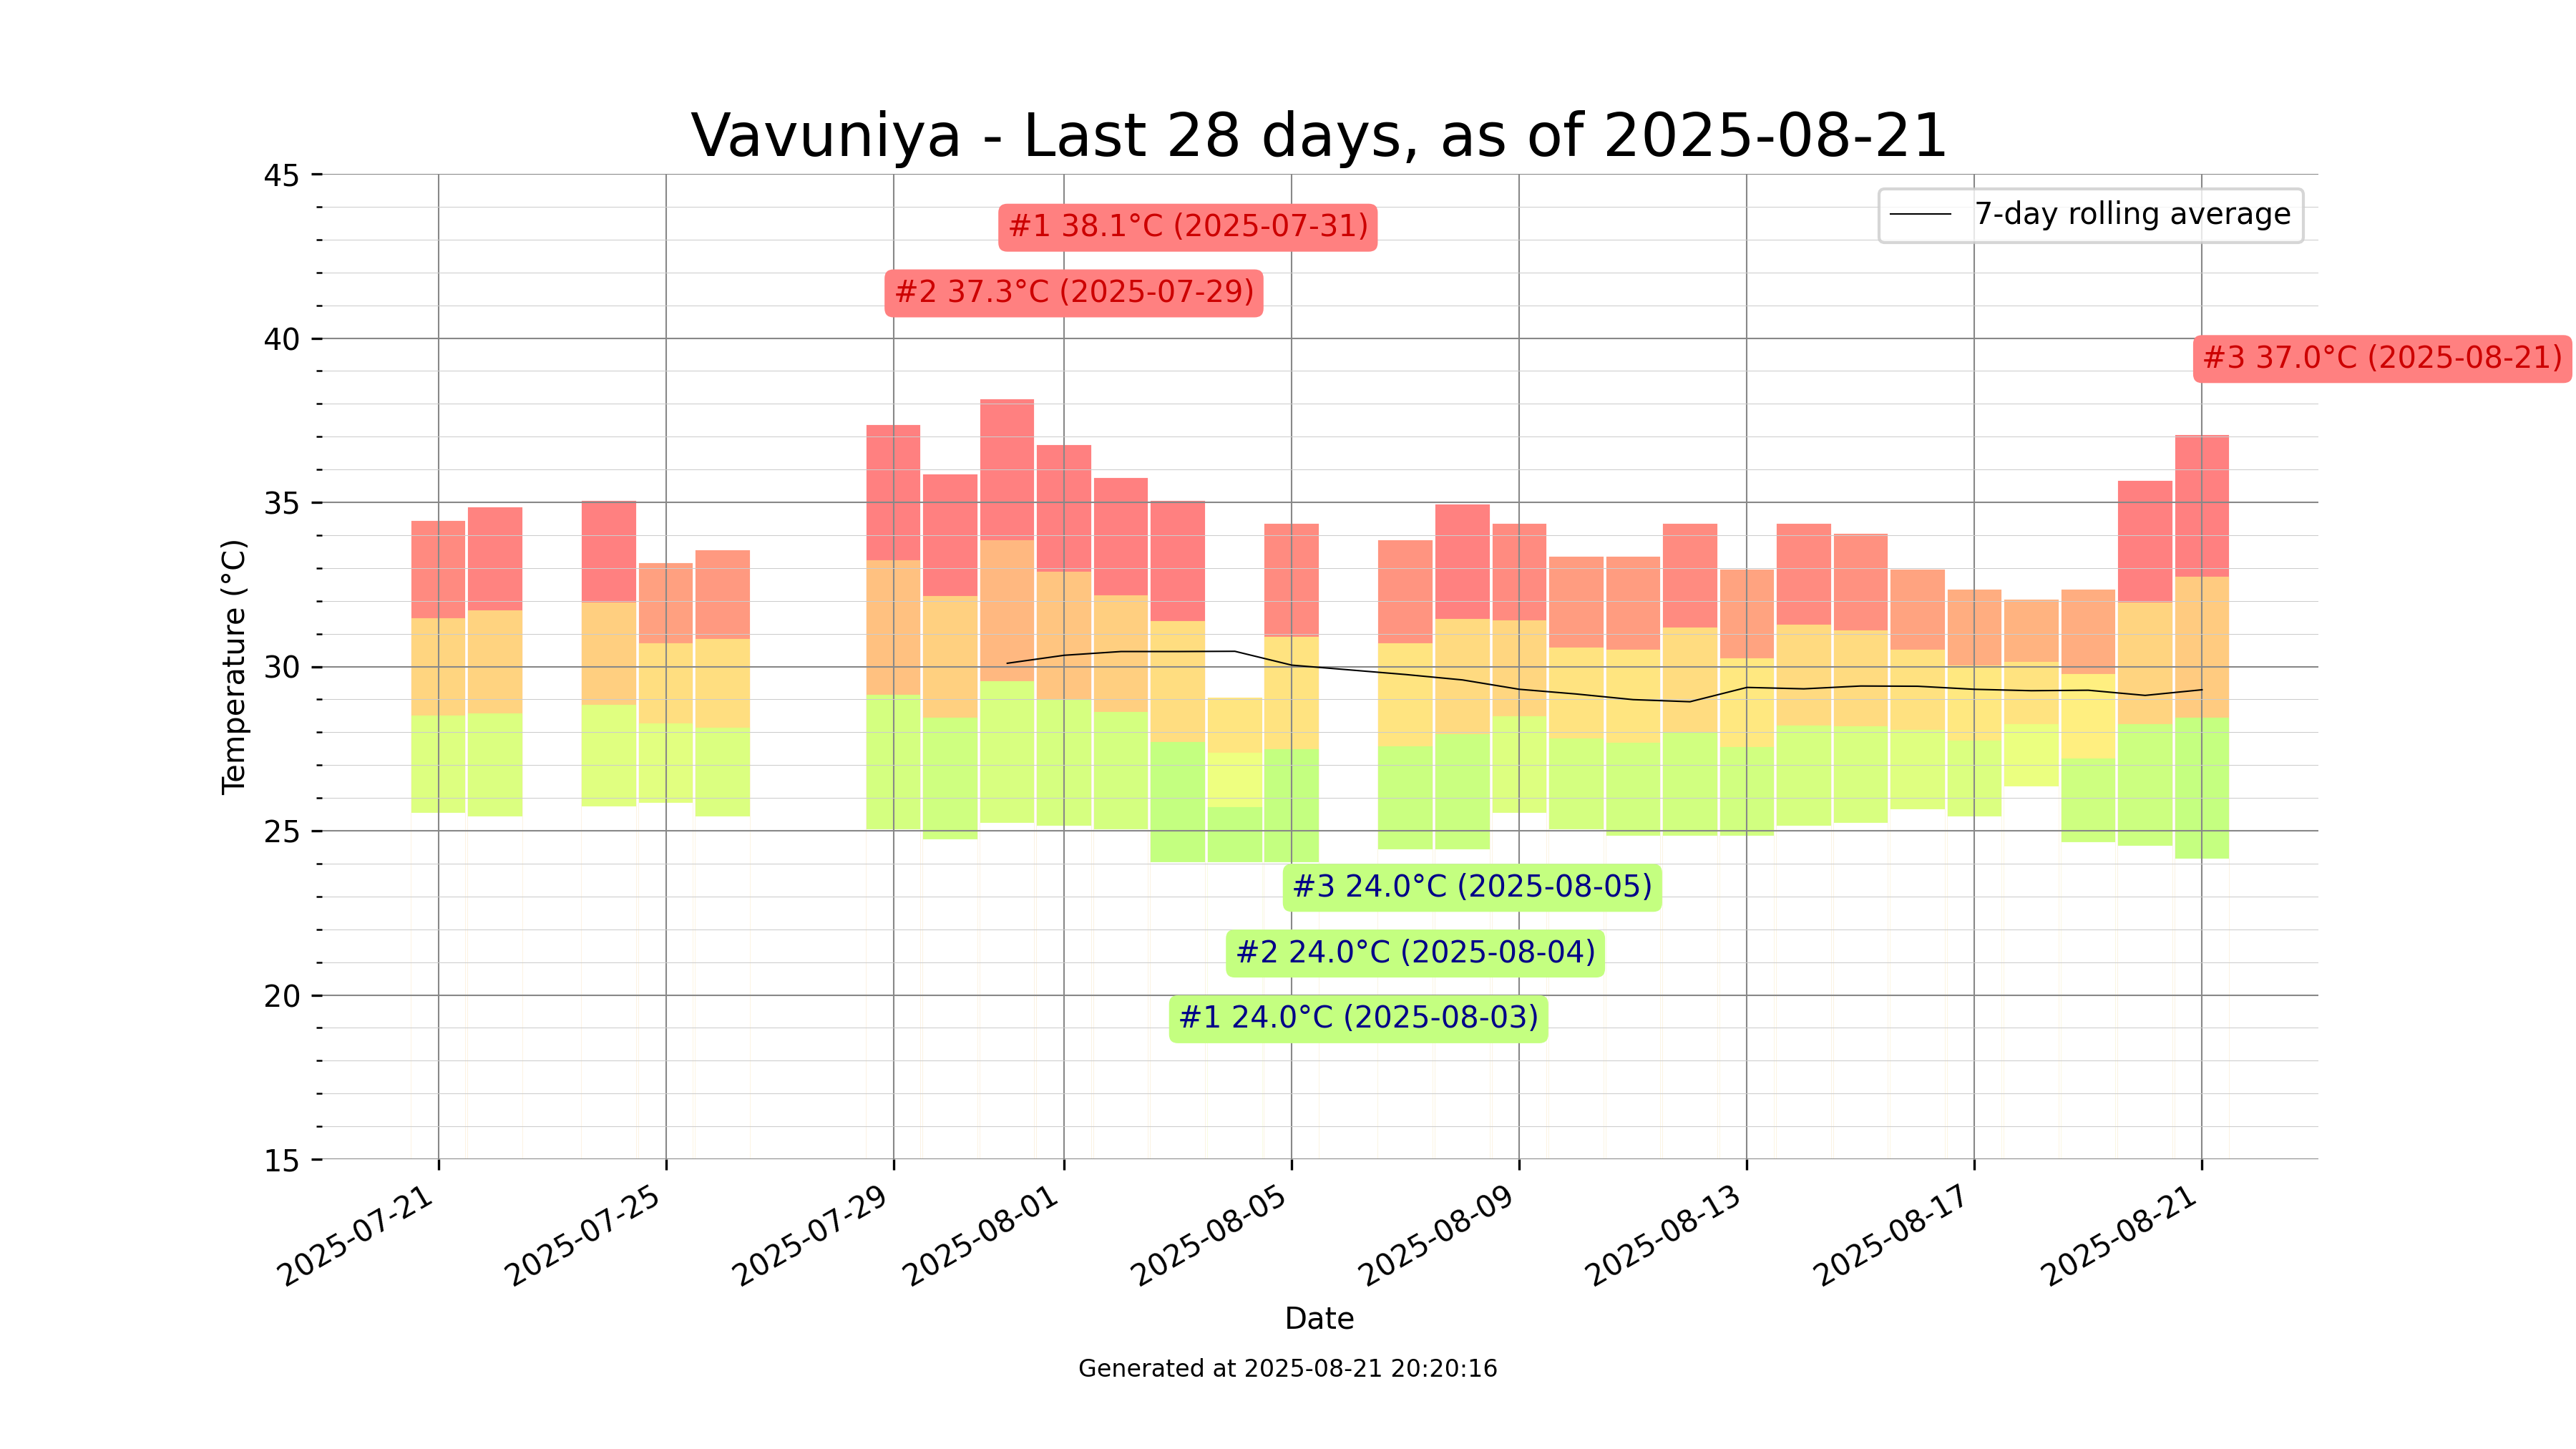 Vavuniya - Last 28 days, as of 2025-08-21
45
7-day rolling average
#1 38.1°C (2025-07-31)
#2 37.3°C (2025-07-29)
40
#3 37.0°C (2025-08-21)
35
Temperature (°C)
30
25
#3 24.0°C (2025-08-05)
#2 24.0°C (2025-08-04)
20
#1 24.0°C (2025-08-03)
15
2025-07-21
2025-07-25
2025-07-29
2025-08-01
2025-08-05
2025-08-09
2025-08-13
2025-08-17
2025-08-21
Date
Generated at 2025-08-21 20:20:16